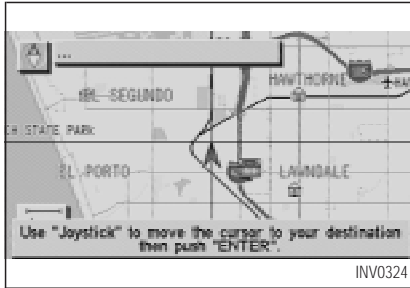 ...
HAWTHORNE
EL SEGUNDO
CH STATE PARK
EL PORTO
LAWNDALE
Use "Joystick" to move the cursor to your destination
then push "ENTER".
INV0324